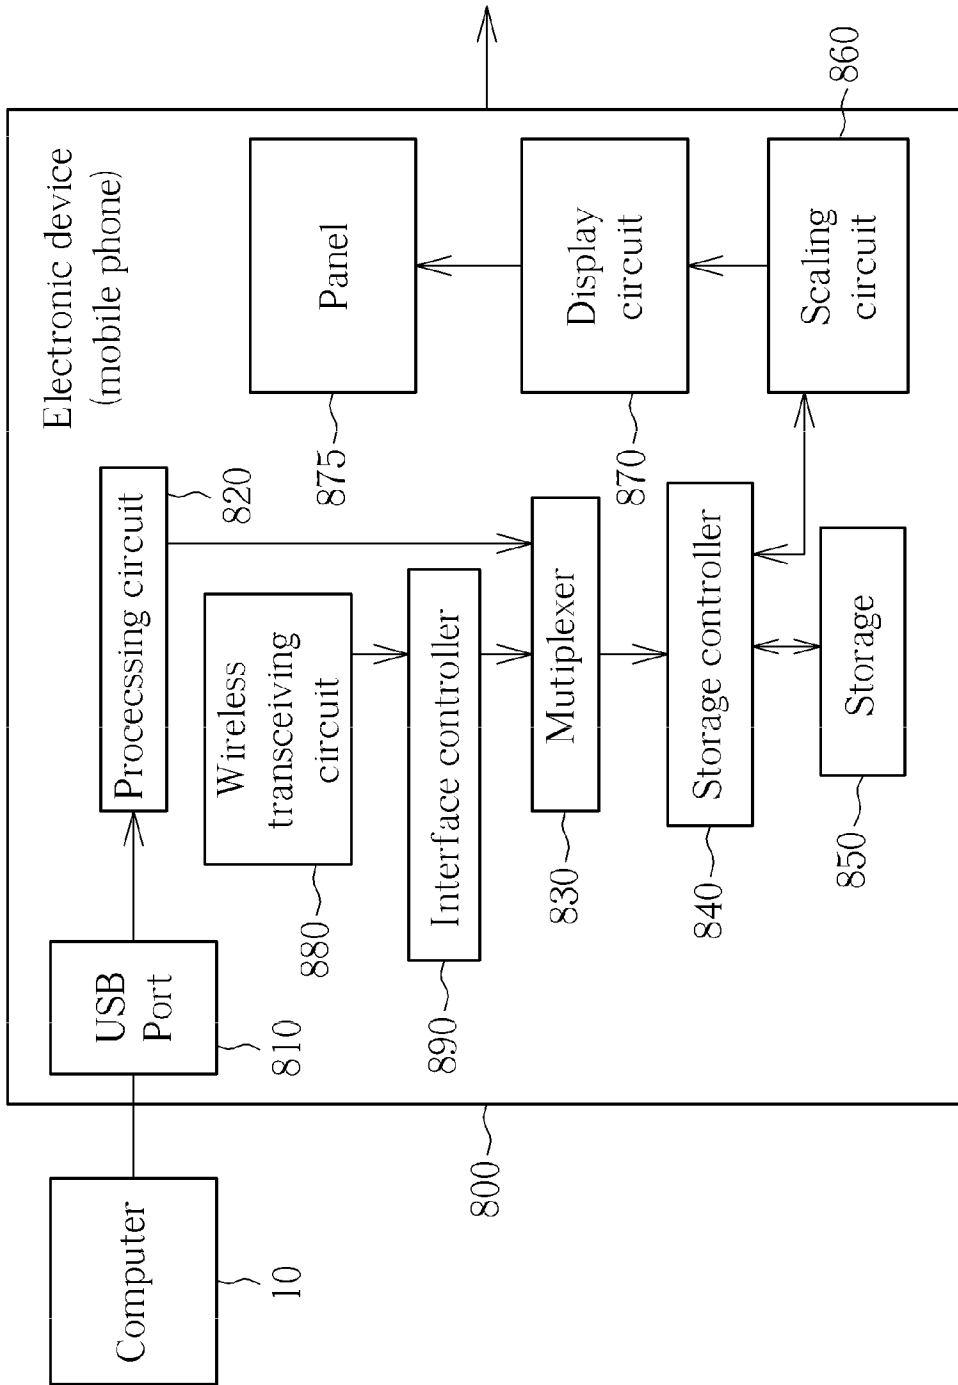 Electronic device
(mobile phone)
Computer
10
USB
Port
810
Procecssing circuit
820
Wireless
transceiving
circuit
880
Interface controller
890
Mutiplexer
830
Storage controller
840
Storage
850
Panel
875
Display
circuit
870
Scaling
circuit
860
800